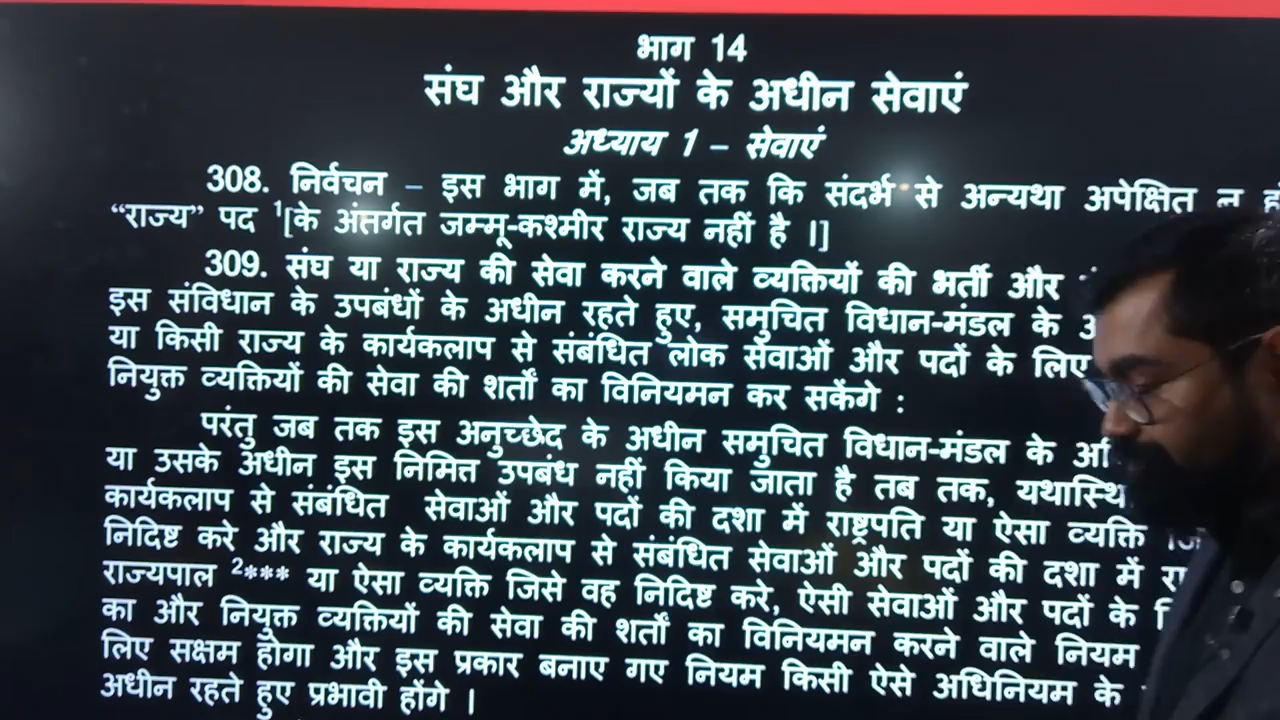 भाग 14
संघ और राज्यों के अधीन सेवाएं
अध्याय 1 – सेवाएं
308. निर्वचन – इस भाग में, जब तक कि संदर्भ से अन्यथा अपेक्षित न
“राज्य” पद ¹[के अंतर्गत जम्मू-कश्मीर राज्य नहीं है ।]
309. संघ या राज्य की सेवा करने वाले व्यक्तियों की भर्ती और
इस संविधान के उपबंधों के अधीन रहते हुए, समुचित विधान-मंडल के
या किसी राज्य के कार्यकलाप से संबंधित लोक सेवाओं और पदों के लिए
नियुक्त व्यक्तियों की सेवा की शर्तों का विनियमन कर सकेंगे :
परंतु जब तक इस अनुच्छेद के अधीन समुचित विधान-मंडल के
या उसके अधीन इस निमित उपबंध नहीं किया जाता है तब तक,
कार्यकलाप से संबंधित सेवाओं और पदों की दशा में राष्ट्रपति या ऐसा व्यक्ति
निदिष्ट करे और राज्य के कार्यकलाप से संबंधित सेवाओं और पदों की दशा में
राज्यपाल ²*** या ऐसा व्यक्ति जिसे वह निदिष्ट करे, ऐसी सेवाओं और पदों के
का और नियुक्त व्यक्तियों की सेवा की शर्तों का विनियमन करने वाले नियम
लिए सक्षम होगा और इस प्रकार बनाए गए नियम किसी ऐसे अधिनियम के
अधीन रहते हुए प्रभावी होंगे ।